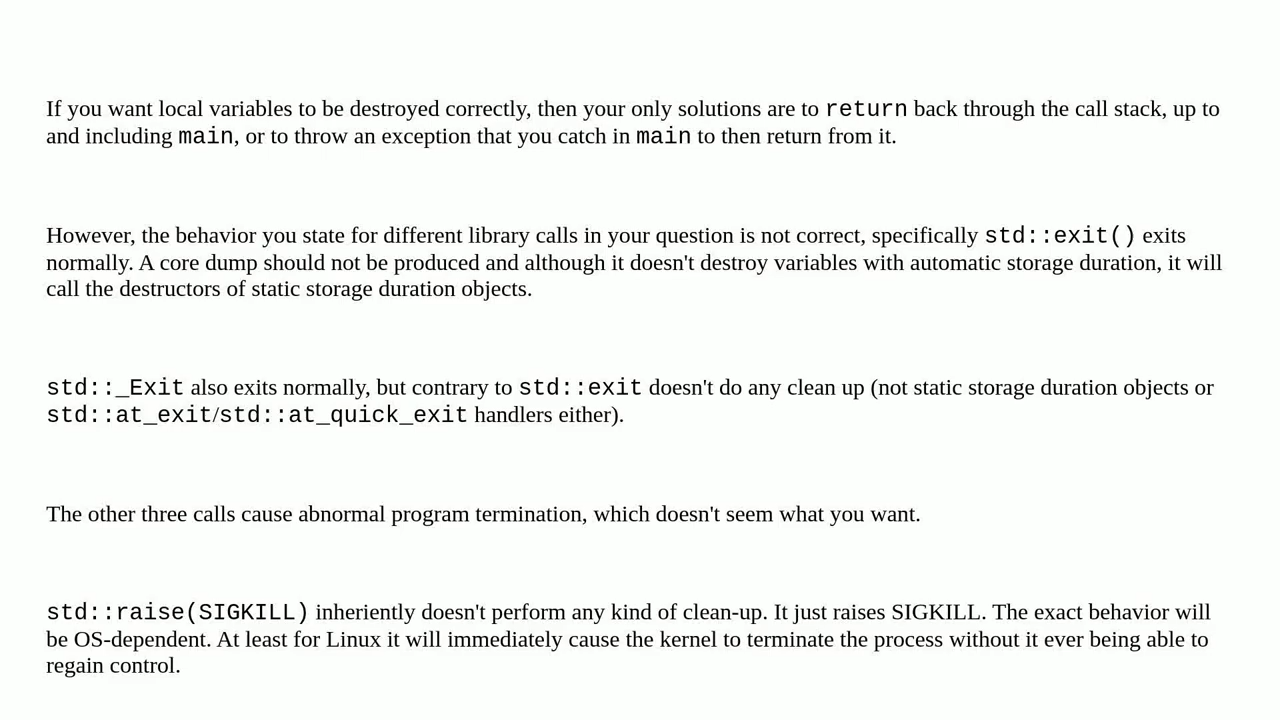 If you want local variables to be destroyed correctly, then your only solutions are to return back through the call stack, up to
and including main, or to throw an exception that you catch in main to then return from it.
However, the behavior you state for different library calls in your question is not correct, specifically std::exit() exits
normally. A core dump should not be produced and although it doesn't destroy variables with automatic storage duration, it will
call the destructors of static storage duration objects.
std::_Exit also exits normally, but contrary to std::exit doesn't do any clean up (not static storage duration objects or
std::at_exit/std::at_quick_exit handlers either).
The other three calls cause abnormal program termination, which doesn't seem what you want.
std::raise(SIGKILL) inheriently doesn't perform any kind of clean-up. It just raises SIGKILL. The exact behavior will
be OS-dependent. At least for Linux it will immediately cause the kernel to terminate the process without it ever being able to
regain control.